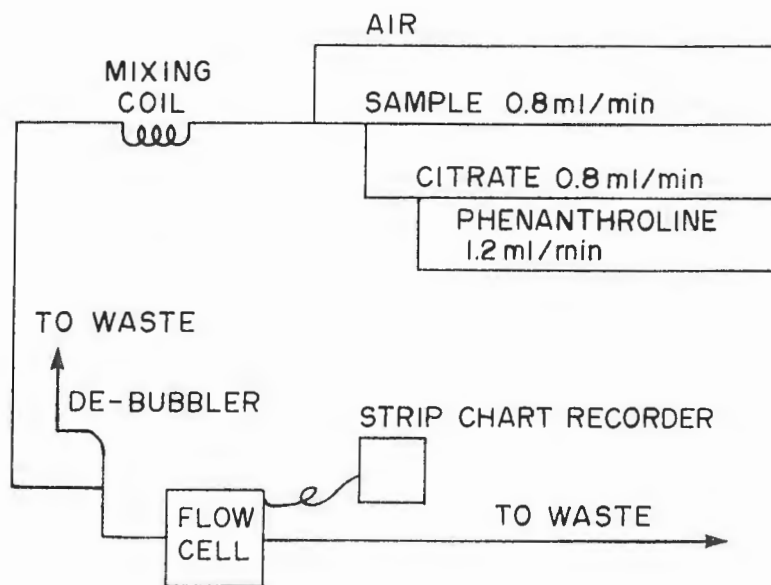 AIR
MIXING
COIL
SAMPLE 0.8 ml/min
CITRATE 0.8 ml/min
PHENANTHROLINE
1.2 ml/min
TO WASTE
DE-BUBBLER
STRIP CHART RECORDER
FLOW
CELL
TO WASTE